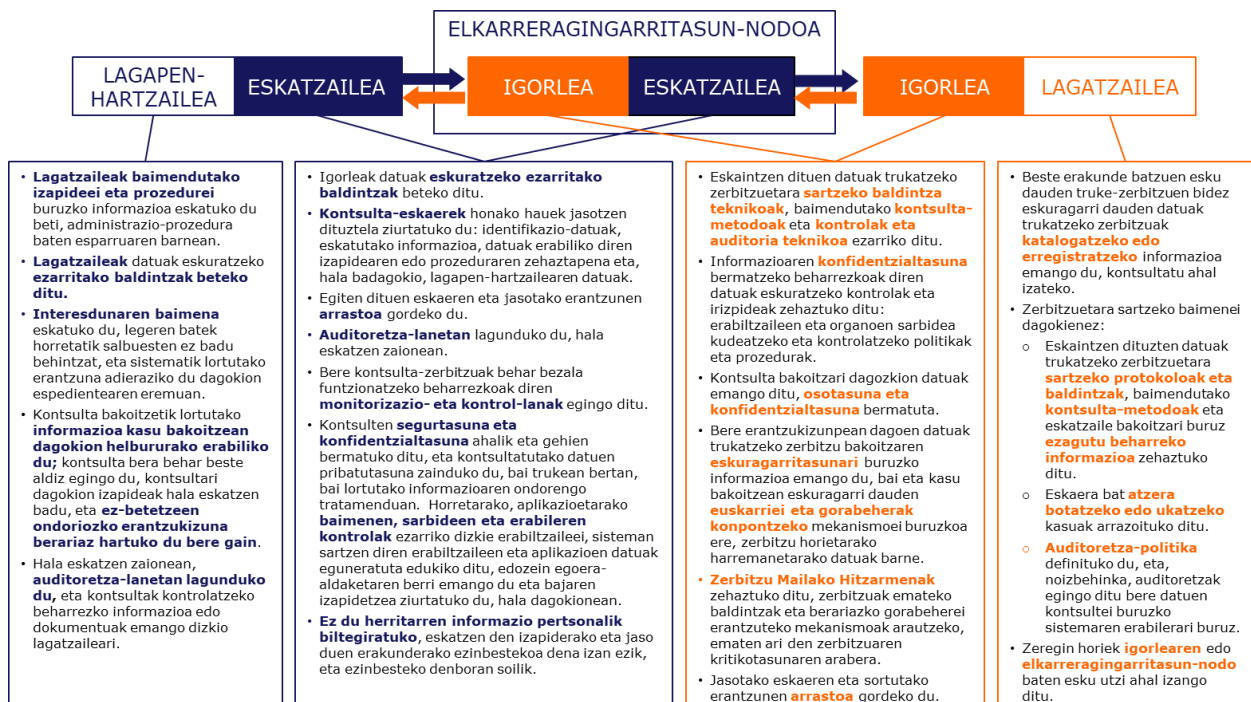 ELKARRERAGINGARRITASUN-NODOA
LAGAPEN-
HARTZAILEA
ESKATZAILEA
IGORLEA
ESKATZAILEA
IGORLEA
LAGATZAILEA
• Lagatzaileak baimendutako
izapideei eta prozedurei
buruzko informazioa eskatuko du
beti, administrazio-prozedura
baten esparruaren barnean.
• Lagatzaileak datuak eskuratzeko
ezarritako baldintzak beteko
ditu.
• Interesdunaren baimena
eskatuko du, legeren batek
horretatik salbuesten ez badu
behintzat, eta sistematik lortutako
erantzuna adieraziko du dagokion
espedientearen eremuan.
• Kontsulta bakoitzetik lortutako
informazioa kasu bakoitzean
dagokion helbururako erabiliko
du; kontsulta bera behar beste
aldiz egingo du, kontsultari
dagokion izapideak hala eskatzen
badu, eta ez-betetzeen
ondoriozko erantzukizuna
berariaz hartuko du bere gain.
• Hala eskatzen zaionean,
auditoretza-lanetan lagunduko
du, eta kontsultak kontrolatzeko
beharrezko informazioa edo
dokumentuak emango dizkio
lagatzaileari.
• Igorleak datuak eskuratzeko ezarritako
baldintzak beteko ditu.
• Kontsulta-eskaerek honako hauek jasotzen
dituztela ziurtatuko du: identifikazio-datuak,
eskatutako informazioa, datuak erabiliko diren
izapidearen edo prozeduraren zehaztapena eta,
hala badagokio, lagapen-hartzailearen datuak.
• Egiten dituen eskaeren eta jasotako erantzunen
arrastoa gordeko du.
• Auditoretza-lanetan lagunduko du, hala
eskatzen zaionean.
• Bere kontsulta-zerbitzuak behar bezala
funtzionatzeko beharrezkoak diren
monitorizazio- eta kontrol-lanak egingo ditu.
• Kontsulten segurtasuna eta
konfidentzialtasuna ahalik eta gehien
bermatuko ditu, eta kontsultatutako datuen
pribatutasuna zainduko du, bai trukean bertan,
bai lortutako informazioaren ondorengo
tratamenduan. Horretarako, aplikazioetarako
baimenen, sarbideen eta erabileren
kontrolak ezarriko dizkie erabiltzaileei, sisteman
sartzen diren erabiltzaileen eta aplikazioen datuak
eguneratuta edukiko ditu, edozein egoera-
aldaketaren berri emango du eta bajaren
izapidetzea ziurtatuko du, hala dagokionean.
• Ez du herritarren informazio pertsonalik
biltegiratuko, eskatzen den izapiderako eta jaso
duen erakunderako ezinbestekoa dena izan ezik,
eta ezinbesteko denboran soilik.
• Eskaintzen dituen datuak trukatzeko
zerbitzuetara sartzeko baldintza
teknikoak, baimendutako kontsulta-
metodoak eta kontrolak eta
auditoria teknikoa ezarriko ditu.
• Informazioaren konfidentzialtasuna
bermatzeko beharrezkoak diren
datuak eskuratzeko kontrolak eta
irizpideak zehaztuko ditu:
erabiltzaileen eta organoen sarbidea
kudeatzeko eta kontrolatzeko politikak
eta prozedurak.
• Kontsulta bakoitzari dagozkion datuak
emango ditu, osotasuna eta
konfidentzialtasuna bermatuta.
• Bere erantzukizunpean dagoen datuak
trukatzeko zerbitzu bakoitzaren
eskuragarritasunari buruzko
informazioa emango du, bai eta kasu
bakoitzean eskuragarri dauden
euskarriei eta gorabeherak
konpontzeko mekanismoei buruzkoa
ere, zerbitzu horietarako
harremanetarako datuak barne.
• Zerbitzu Mailako Hitzarmenak
zehaztuko ditu, zerbitzuak emateko
baldintzak eta berariazko gorabeherei
erantzuteko mekanismoak arautzeko,
ematen ari den zerbitzuaren
kritikotasunaren arabera.
• Jasotako eskaeren eta sortutako
erantzunen arrastoa gordeko du.
• Beste erakunde batzuen esku
dauden truke-zerbitzuen bidez
eskuragarri dauden datuak
trukatzeko zerbitzuak
katalogatzeko edo
erregistratzeko informazioa
emango du, kontsultatu ahal
izateko.
• Zerbitzuetara sartzeko baimenei
dagokienez:
o Eskaintzen dituzten datuak
trukatzeko zerbitzuetara
sartzeko protokoloak eta
baldintzak, baimendutako
kontsulta-metodoak eta
eskatzaile bakoitzari buruz
ezagutu beharreko
informazioa zehaztuko
ditu.
o Eskaera bat atzera
botatzeko edo ukatzeko
kasuak arrazoituko ditu.
o Auditoretza-politika
definituko du, eta,
noizbehinka, auditoretzak
egingo ditu bere datuen
kontsultei buruzko
sistemaren erabilerari buruz.
• Zeregin horiek igorlearen edo
elkarreragingarritasun-nodo
baten esku utzi ahal izango
ditu.